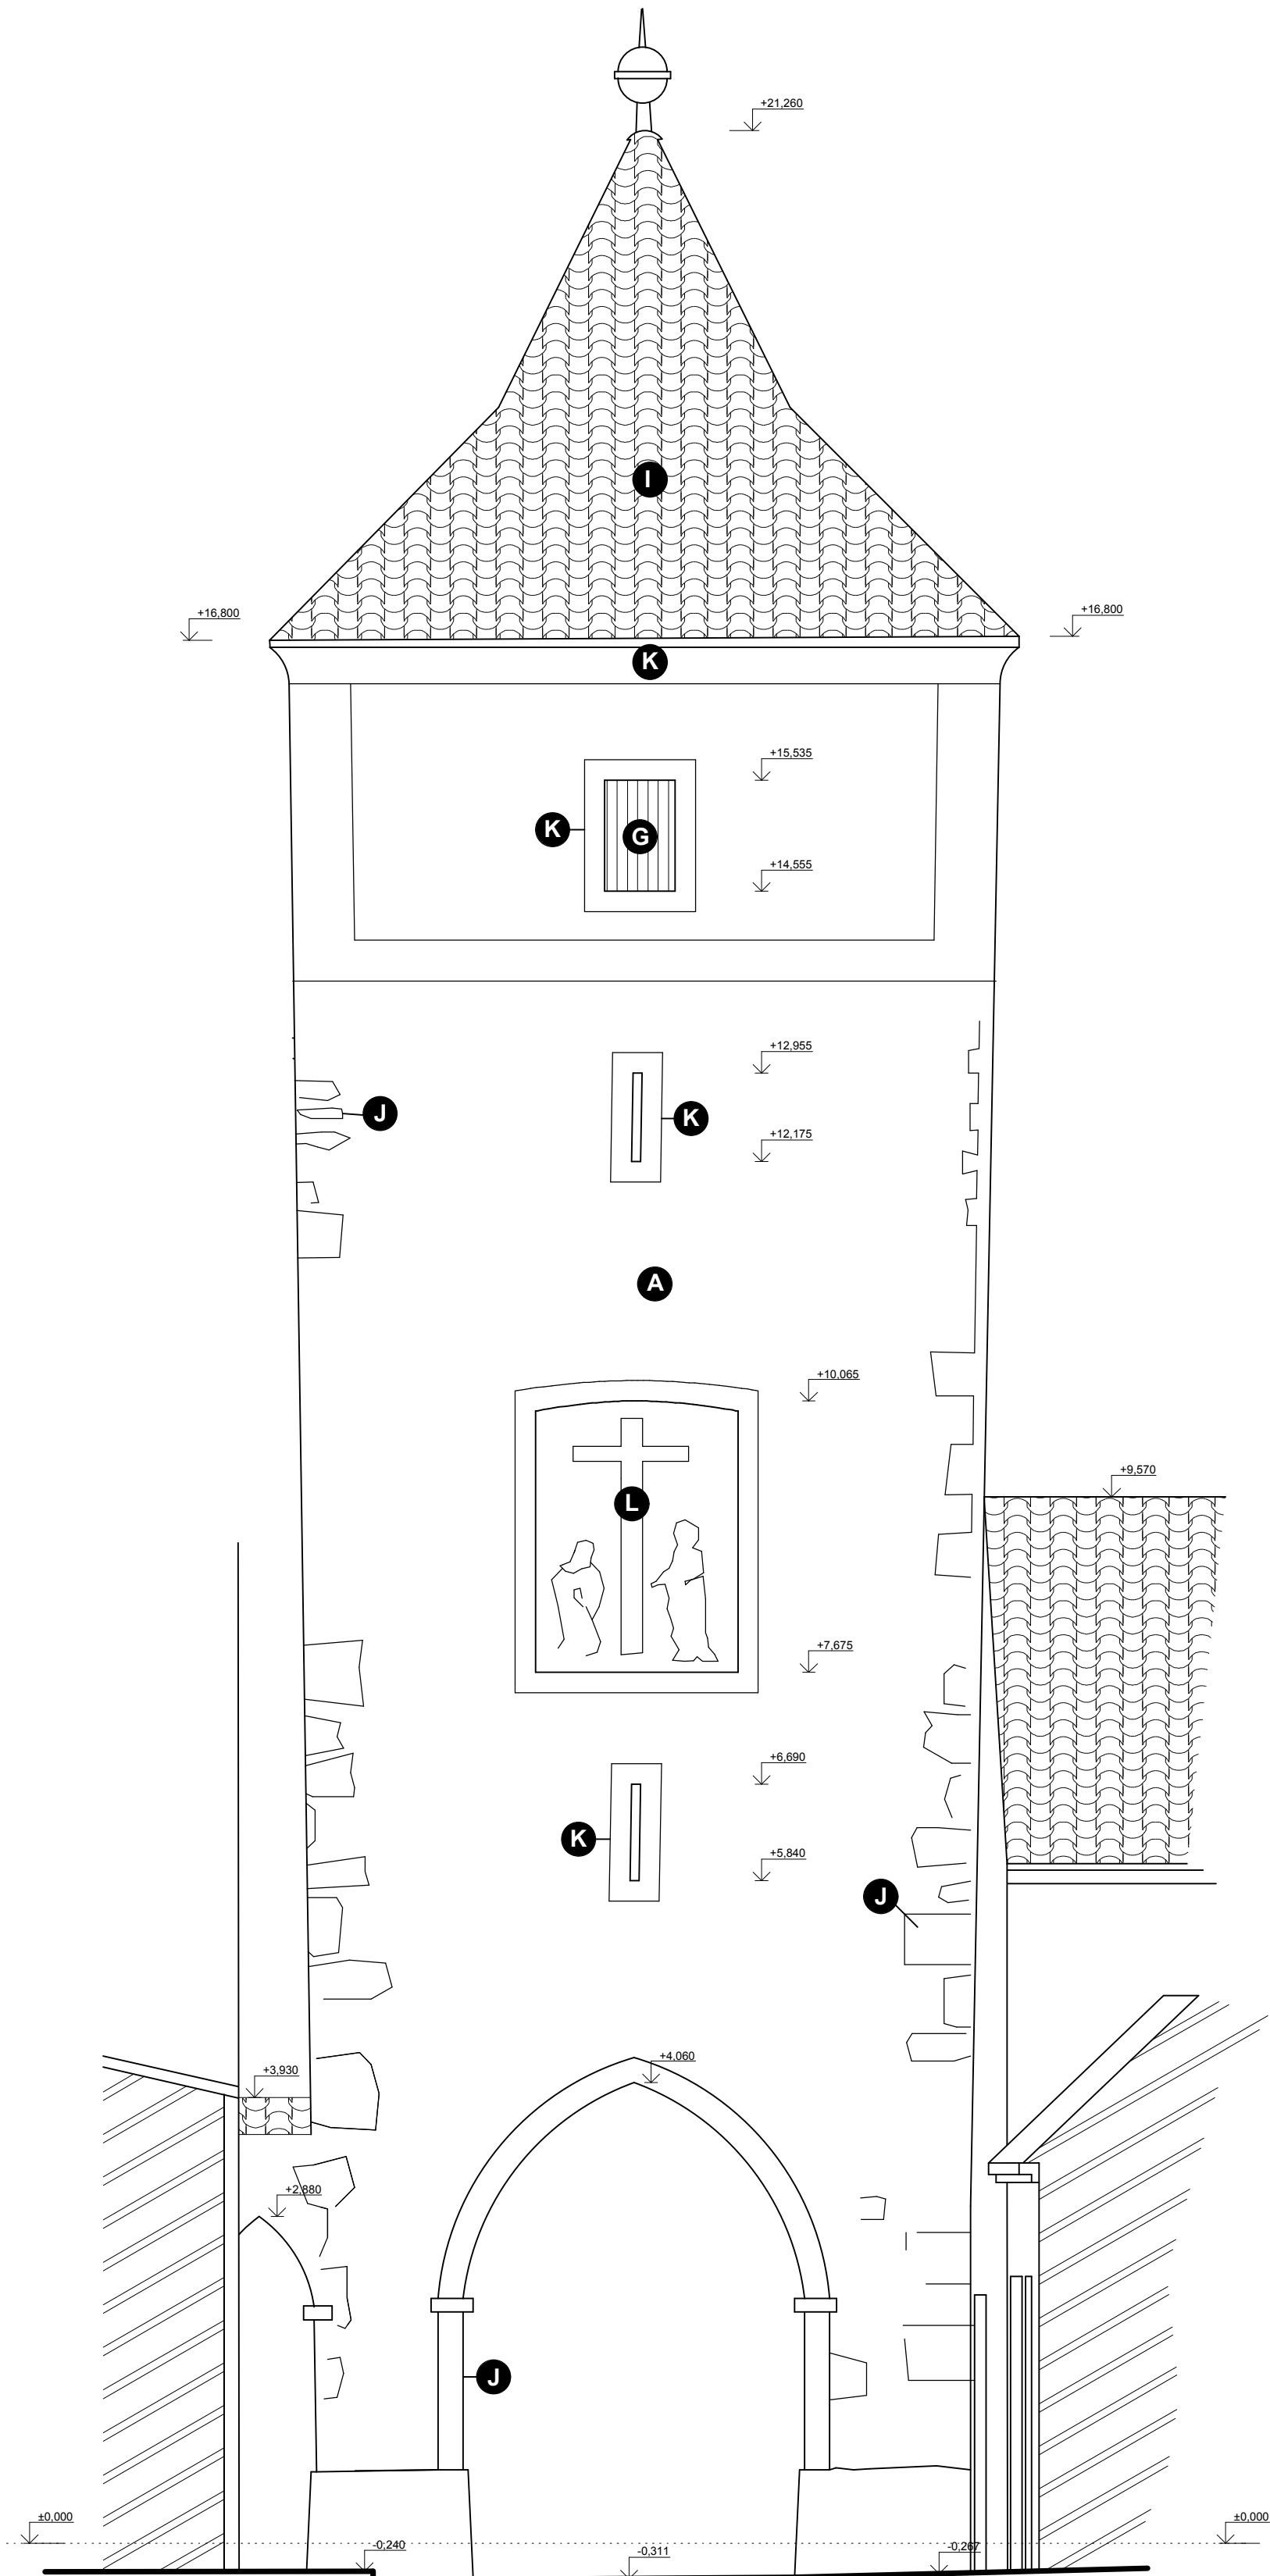 +21,260
I
+16,800
+16,800
K
+15,535
K
G
+14,555
+12,955
J
K
+12,175
A
+10,065
+9,570
L
+7,675
+6,690
K
+5,840
J
+4,060
+3,930
+2,880
J
±0,000
±0,000
-0,240
-0,311
-0,267